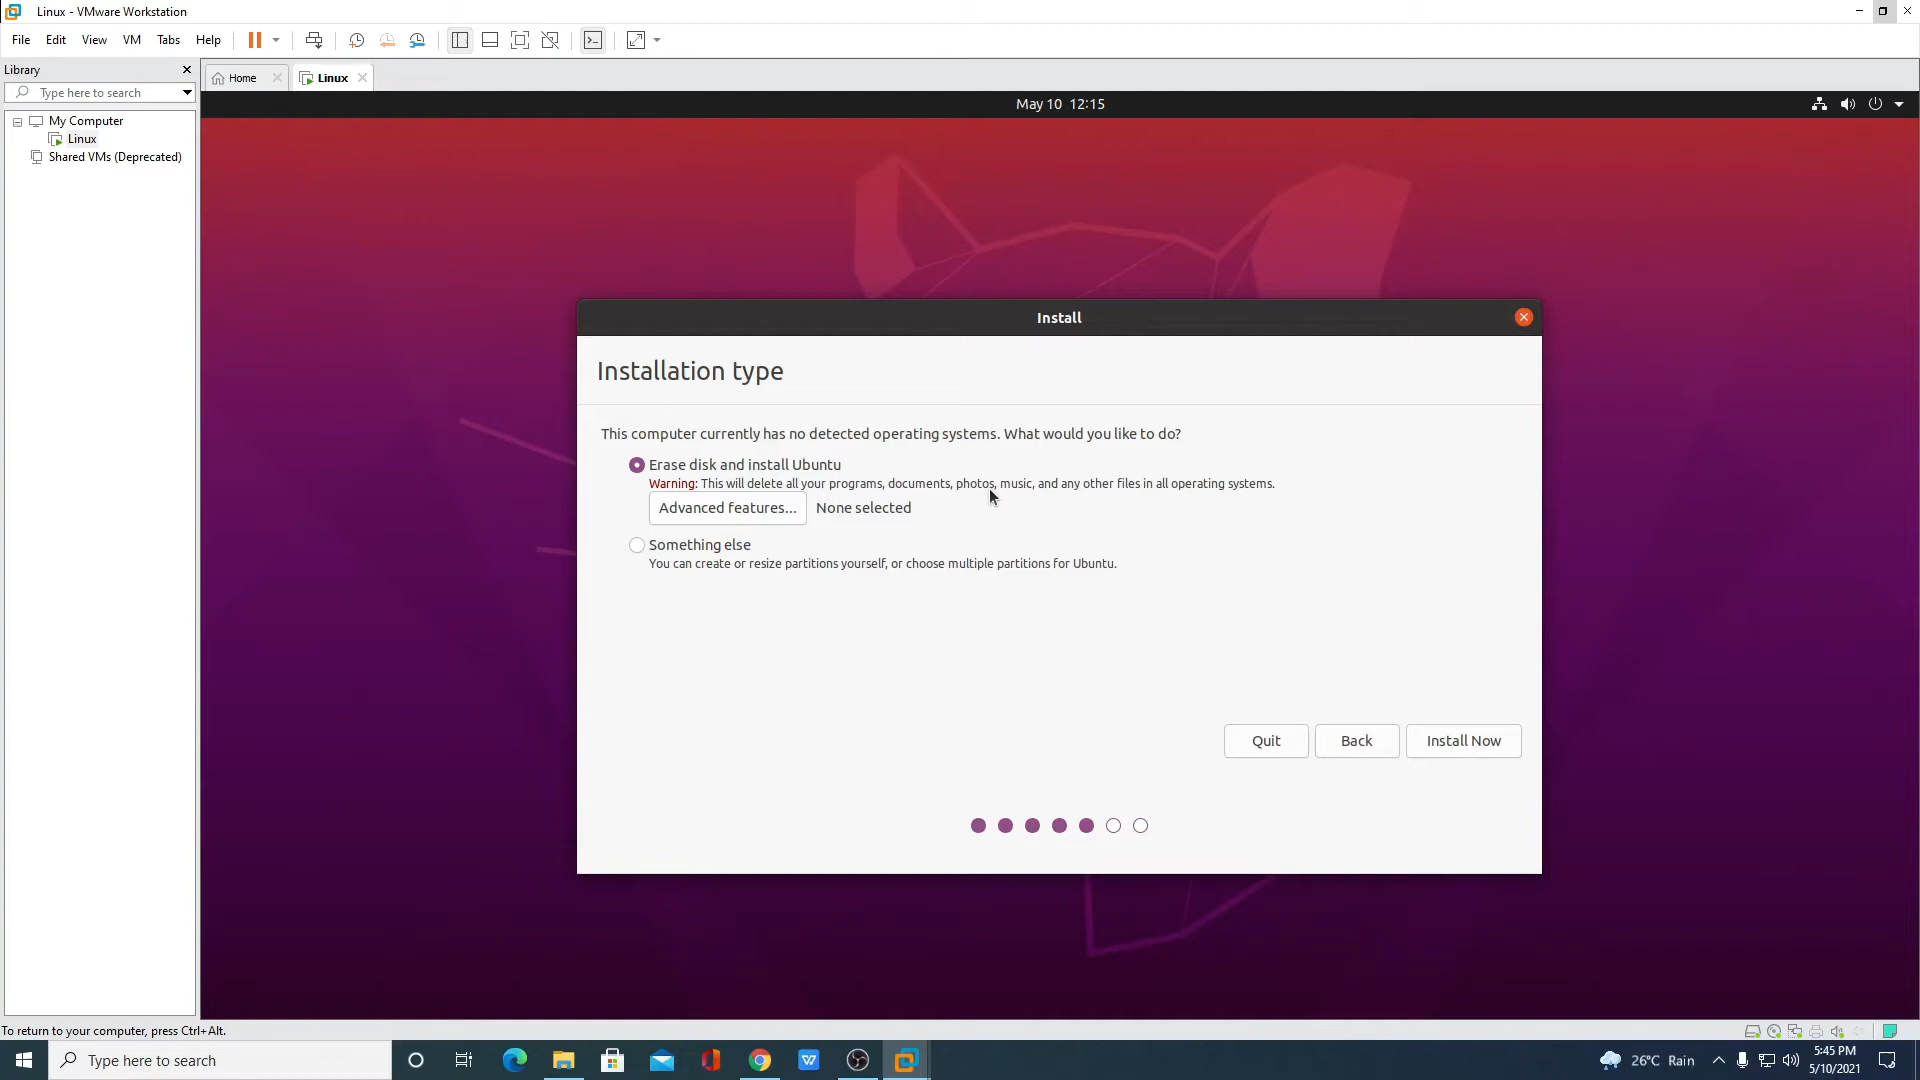 Linux - VMware Workstation
File Edit View VM Tabs Help
Library
Home
Linux
Type here to search
My Computer
Linux
Shared VMs (Deprecated)
May 10 12:15
Install
Installation type
This computer currently has no detected operating systems. What would you like to do?
Erase disk and install Ubuntu
Warning: This will delete all your programs, documents, photos, music, and any other files in all operating systems.
Advanced features... None selected
Something else
You can create or resize partitions yourself, or choose multiple partitions for Ubuntu.
Quit Back Install Now
To return to your computer, press Ctrl+Alt.
Type here to search
26°C Rain
5:45 PM
5/10/2021